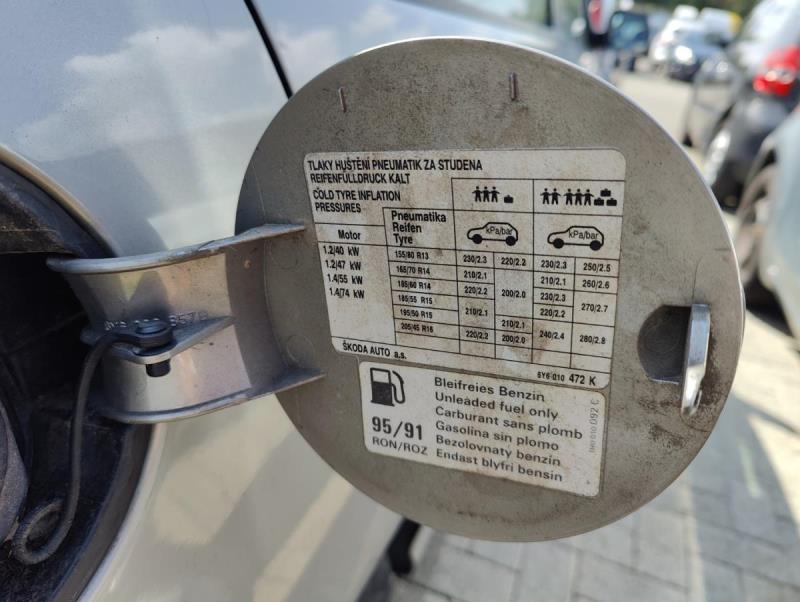 TLAKY HUŠTĚNÍ PNEUMATIK ZA STUDENA
REIFENFÜLLDRUCK KALT
COLD TYRE INFLATION
PRESSURES
Motor
1.2/40 kW
1.2/47 kW
1.4/55 kW
1.4/74 kW
Pneumatika
Reifen
Tyre
kPa/bar kPa/bar
155/80 R13 230/2.3 220/2.2 230/2.3 250/2.5
165/70 R14 210/2.1 210/2.1 260/2.6
185/60 R14 220/2.2 200/2.0 220/2.2 270/2.7
185/55 R15 210/2.1 230/2.3
195/50 R15 210/2.1 220/2.2
205/45 R16 220/2.2 200/2.0 240/2.4 280/2.8
ŠKODA AUTO a.s.
6Y6 010 472 K
95/91
RON/ROZ
Bleifreies Benzin
Unleaded fuel only
Carburant sans plomb
Gasolina sin plomo
Bezolovnaty benzin
Endast blyfri bensin